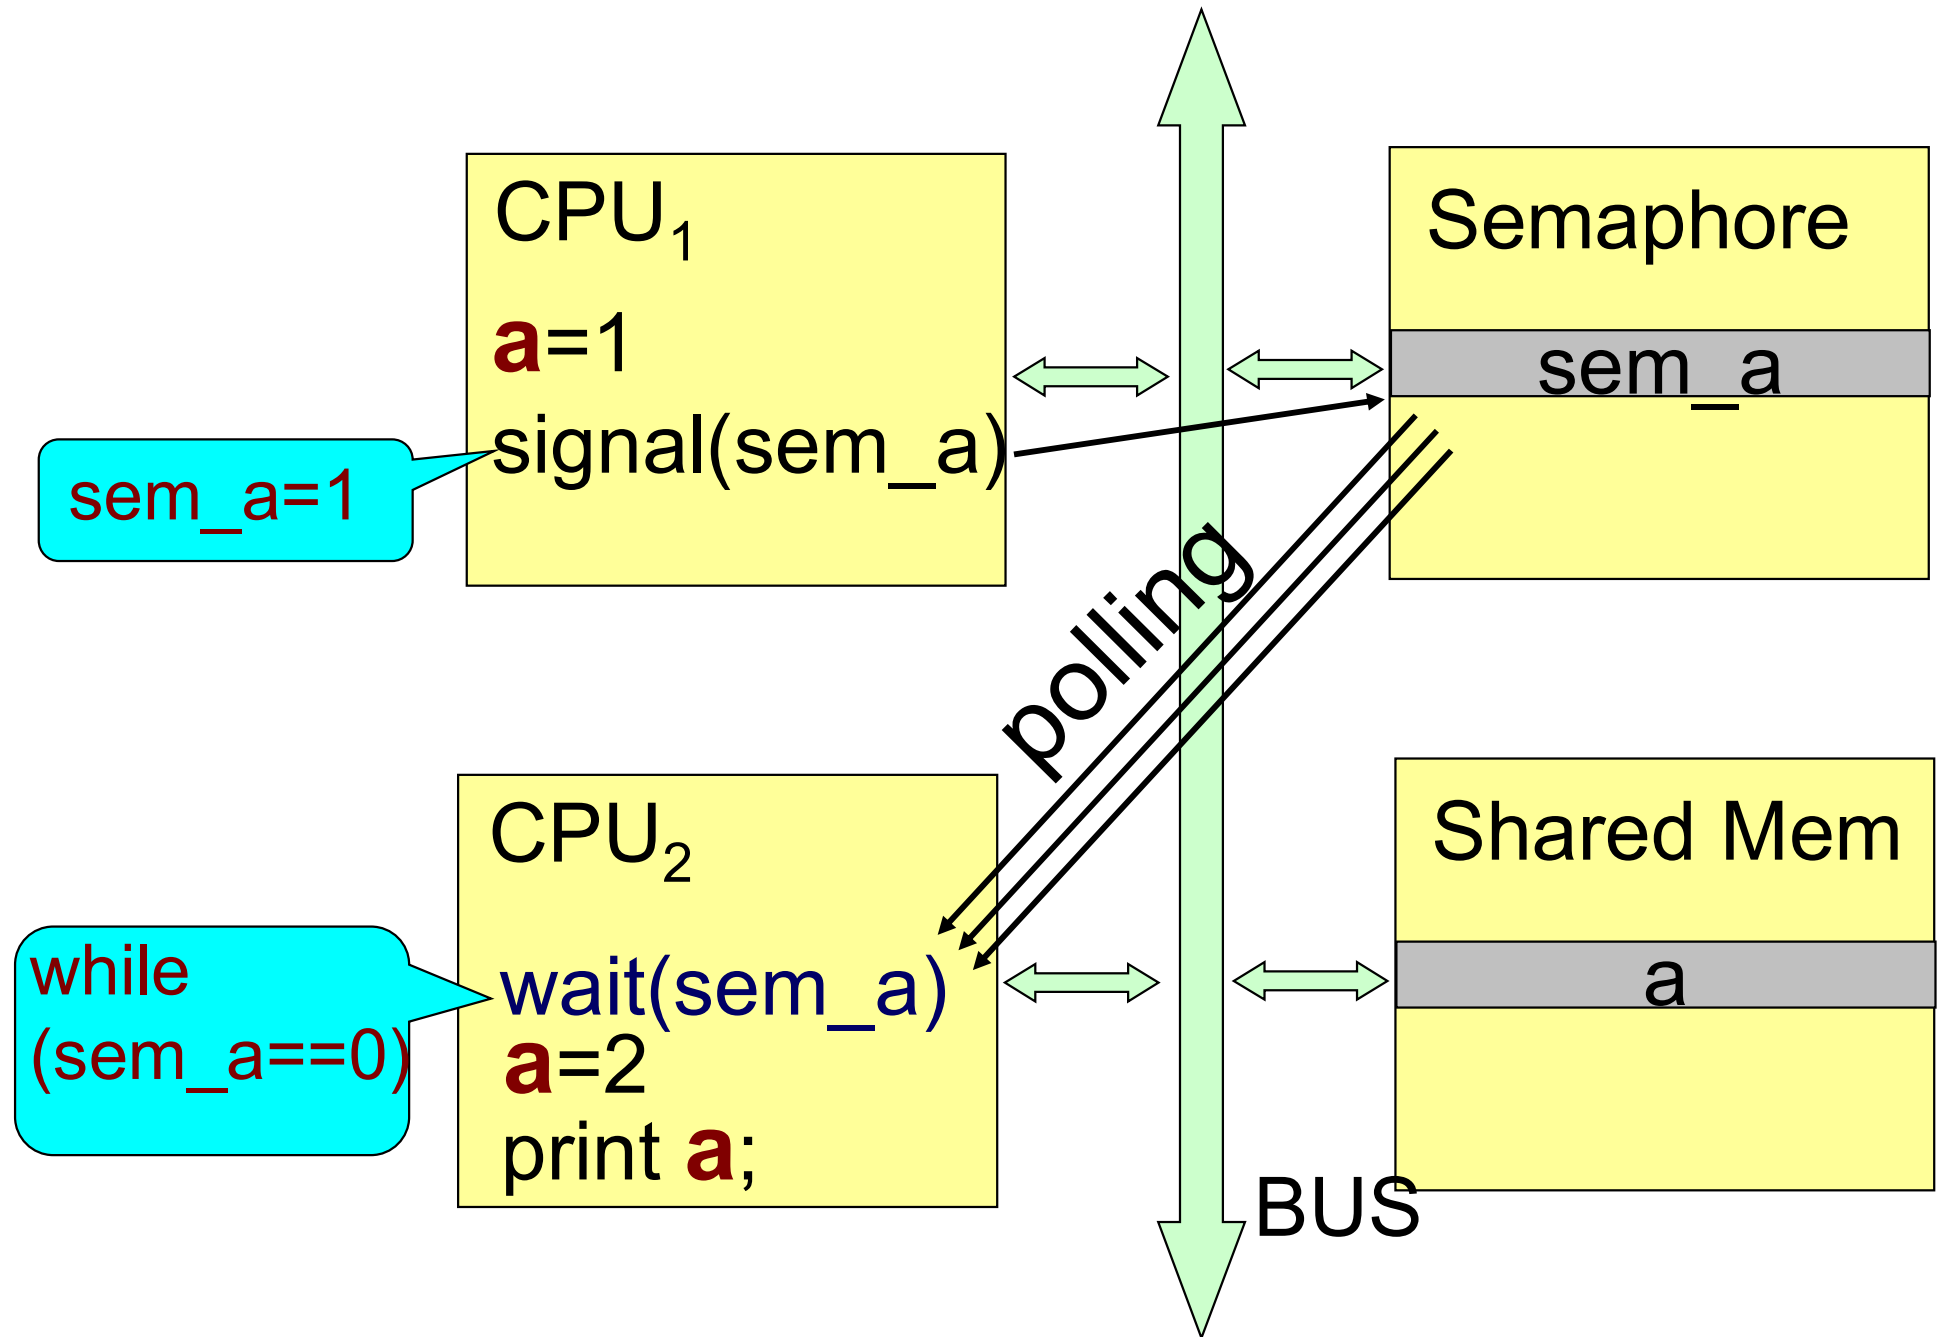 CPU₁
a=1
signal(sem_a)
sem_a=1
Semaphore
sem_a
polling
CPU₂
wait(sem_a)
a=2
print a;
while
(sem_a==0)
Shared Mem
a
BUS